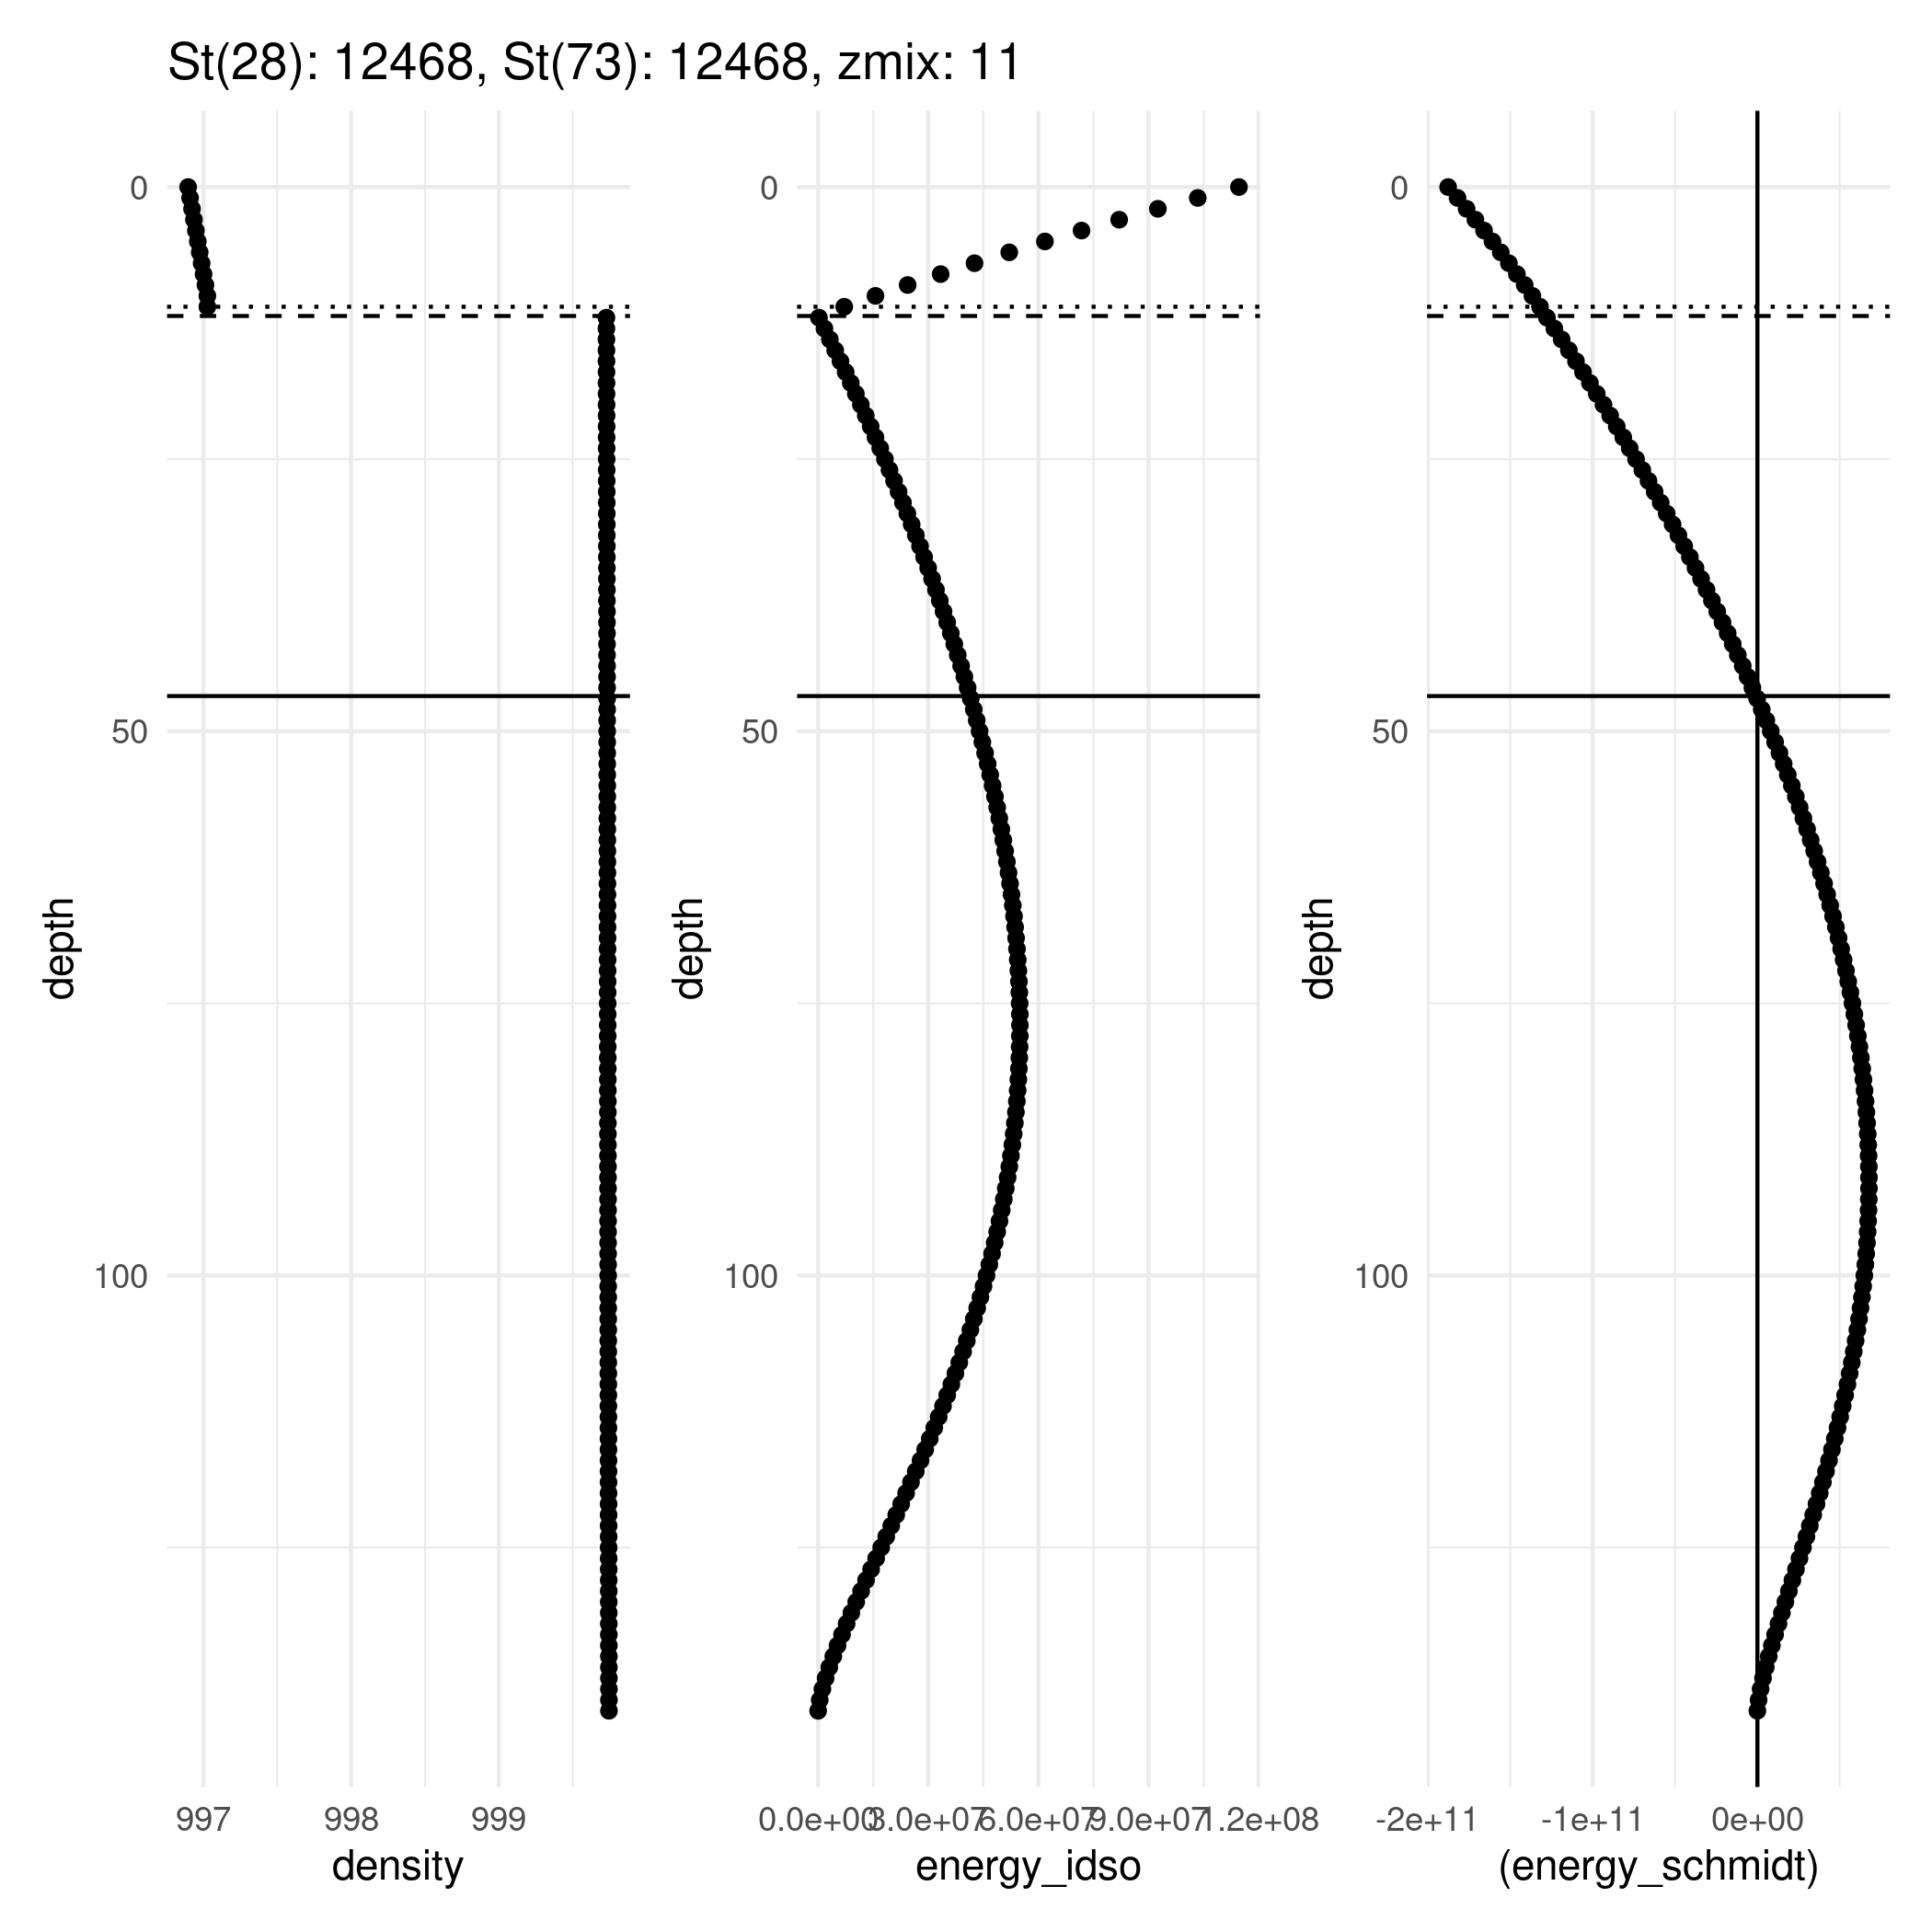 St(28): 12468, St(73): 12468, zmix: 11
0
50
100
depth
997 998 999
density
0
50
100
depth
0.0e+00 3.0e+07 6.0e+07 9.0e+07 1.2e+08
energy_idso
0
50
100
depth
-2e+11 -1e+11 0e+00
(energy_schmidt)